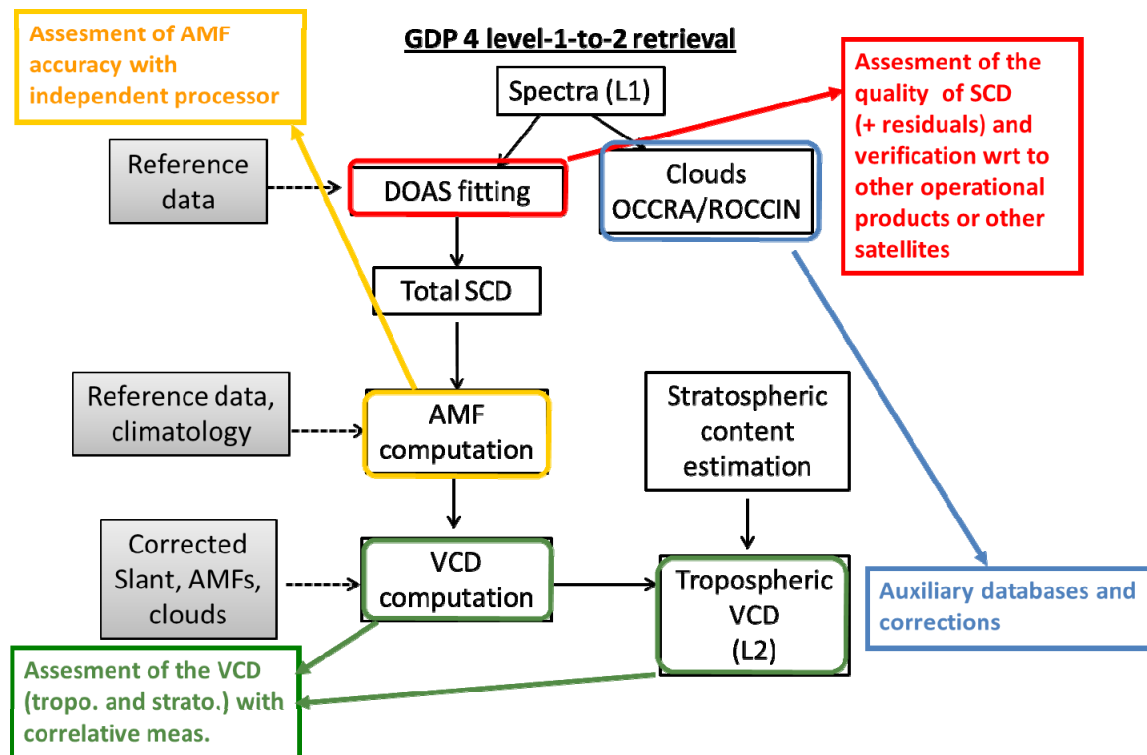 Assesment of AMF
accuracy with
independent processor
GDP 4 level-1-to-2 retrieval
Spectra (L1)
Assesment of the
quality of SCD
(+ residuals) and
verification wrt to
other operational
products or other
satellites
Reference
data
DOAS fitting
Clouds
OCCRA/ROCCIN
Total SCD
Reference data,
climatology
AMF
computation
Stratospheric
content
estimation
Corrected
Slant, AMFs,
clouds
VCD
computation
Tropospheric
VCD
(L2)
Auxiliary databases and
corrections
Assesment of the VCD
(tropo. and strato.) with
correlative meas.